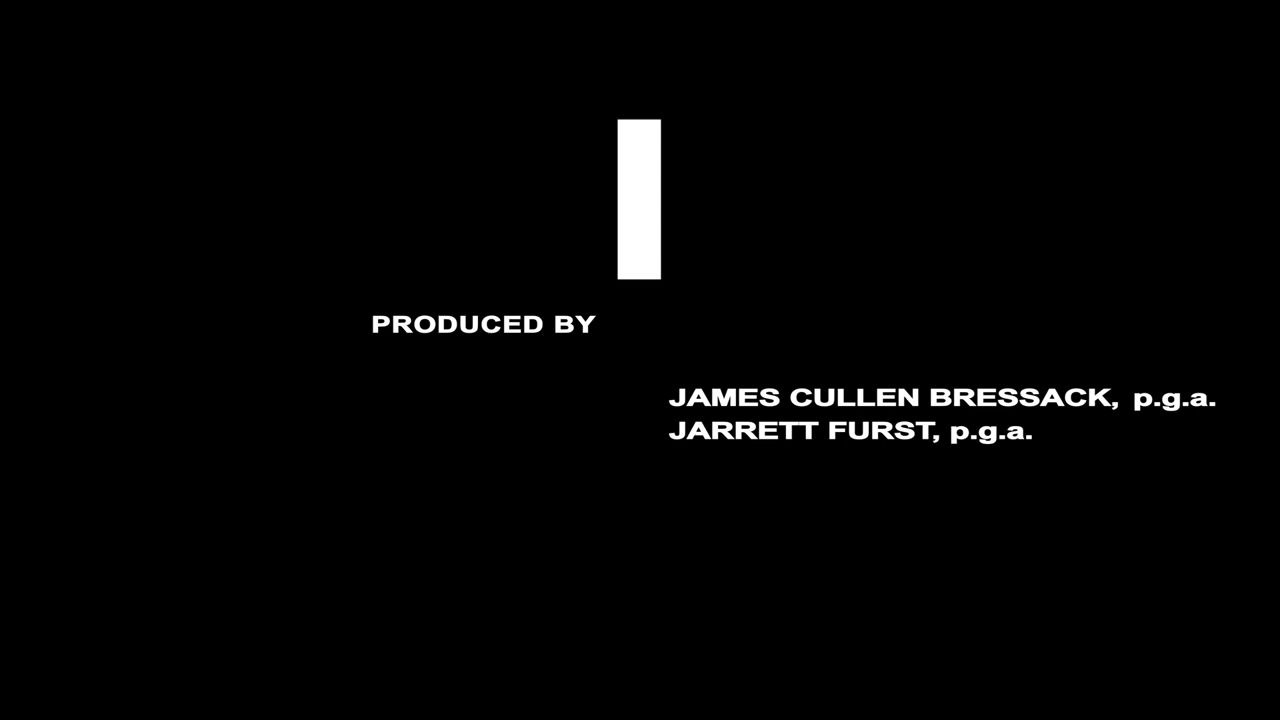 PRODUCED BY
JAMES CULLEN BRESSACK, p.g.a.
JARRETT FURST, p.g.a.